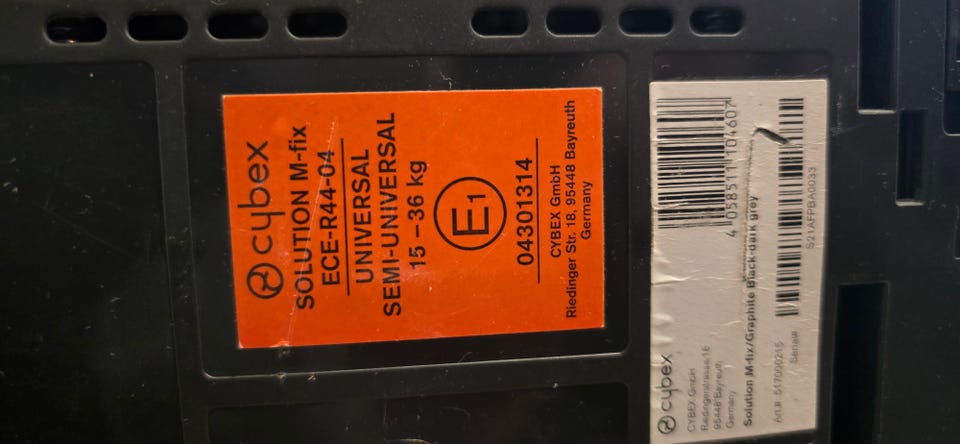 cybex
SOLUTION M-fix
ECE-R44-04
UNIVERSAL
SEMI-UNIVERSAL
15 – 36 kg
E1
04301314
CYBEX GmbH
Riedinger Str. 18, 95448 Bayreuth
Germany
cybex
CYBEX GmbH
Riedingerstrasse 18
95448 Bayreuth
Germany
Solution M-fix/Graphite Black-dark grey
Art.# 517000215
Serial#
4 058511 104607
S21AFPBA0033